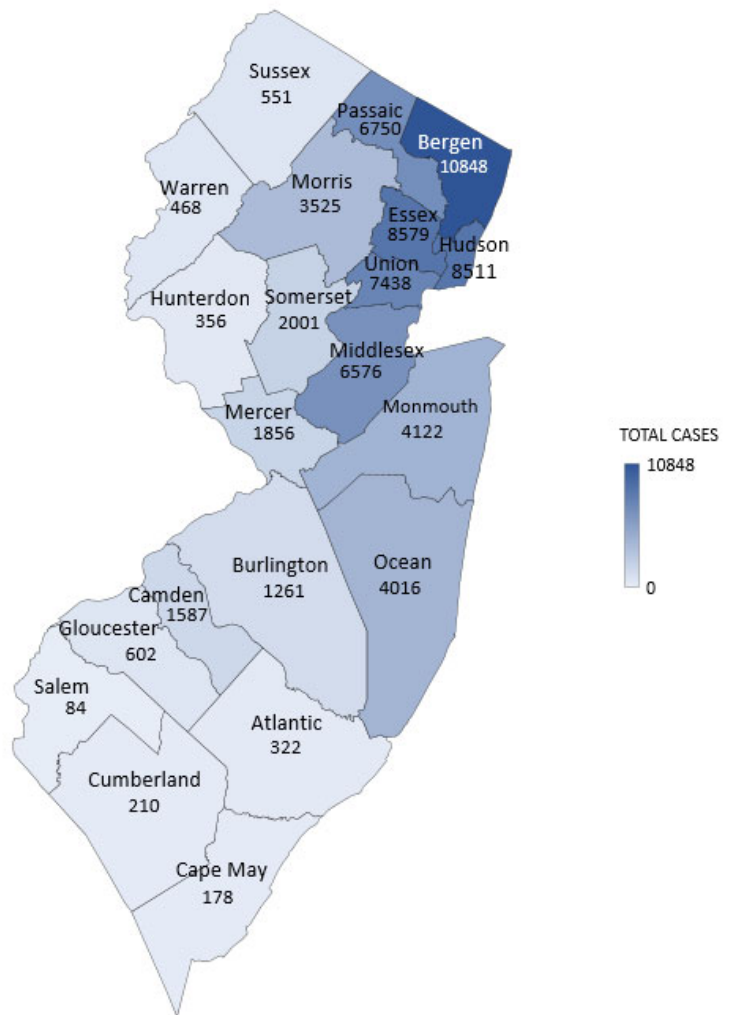 Sussex
551
Passaic
6750
Bergen
10848
Warren
468
Morris
3525
Essex
8579
Hudson
8511
Union
7438
Hunterdon
356
Somerset
2001
Middlesex
6576
Mercer
1856
Monmouth
4122
TOTAL CASES
10848
0
Burlington
1261
Ocean
4016
Camden
1587
Gloucester
602
Salem
84
Atlantic
322
Cumberland
210
Cape May
178